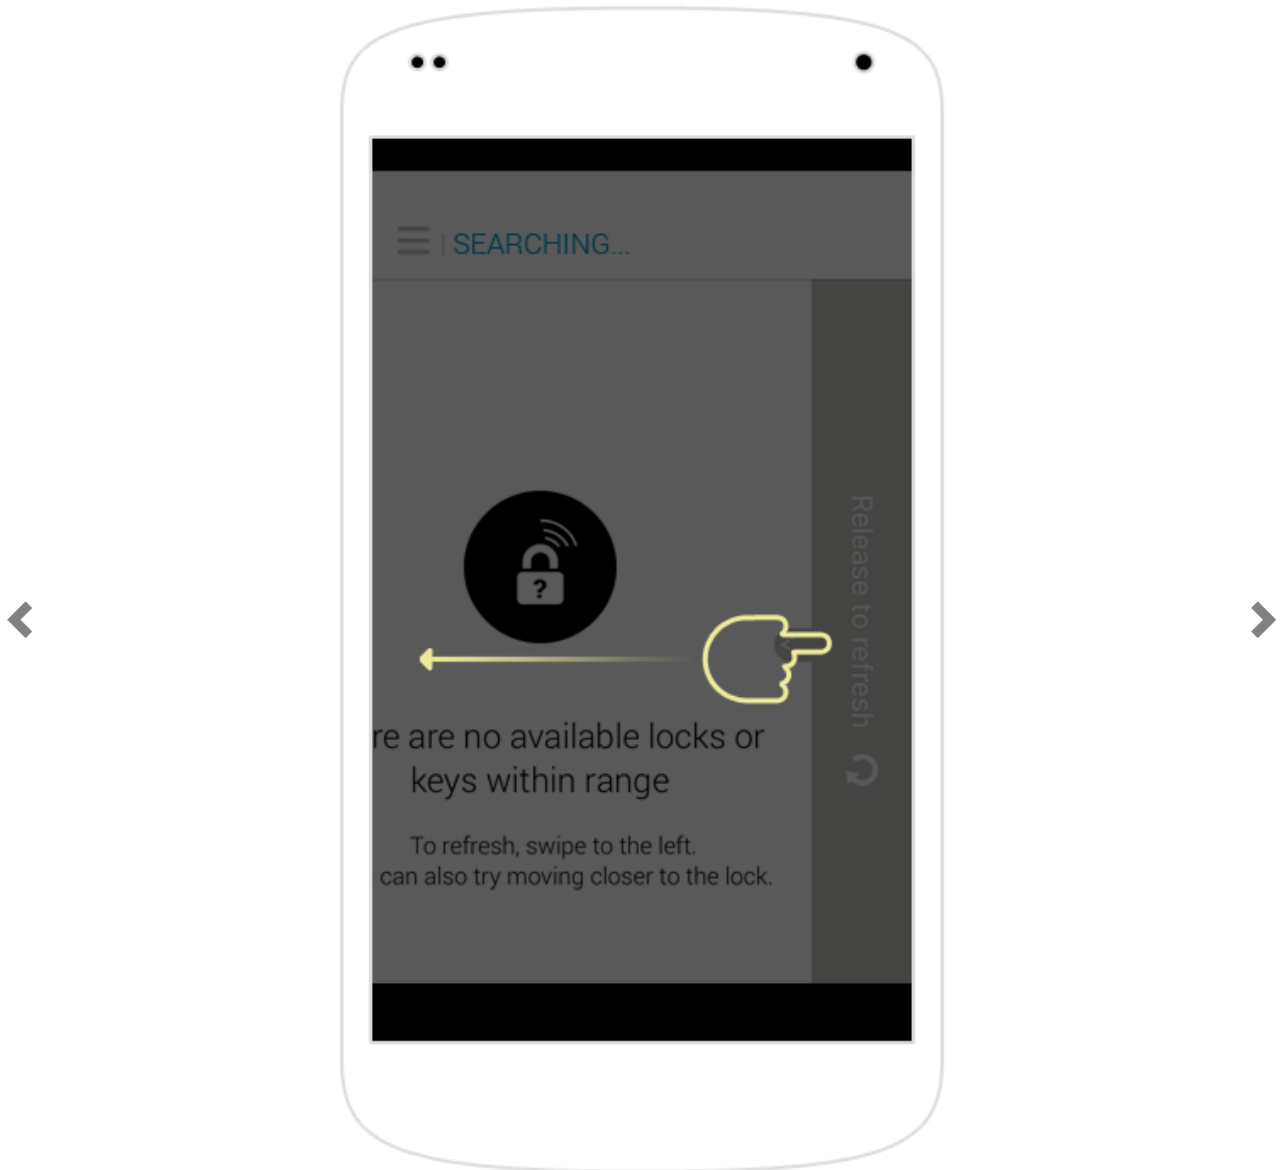 | SEARCHING...
?
re are no available locks or
keys within range
To refresh, swipe to the left.
can also try moving closer to the lock.
Release to refresh